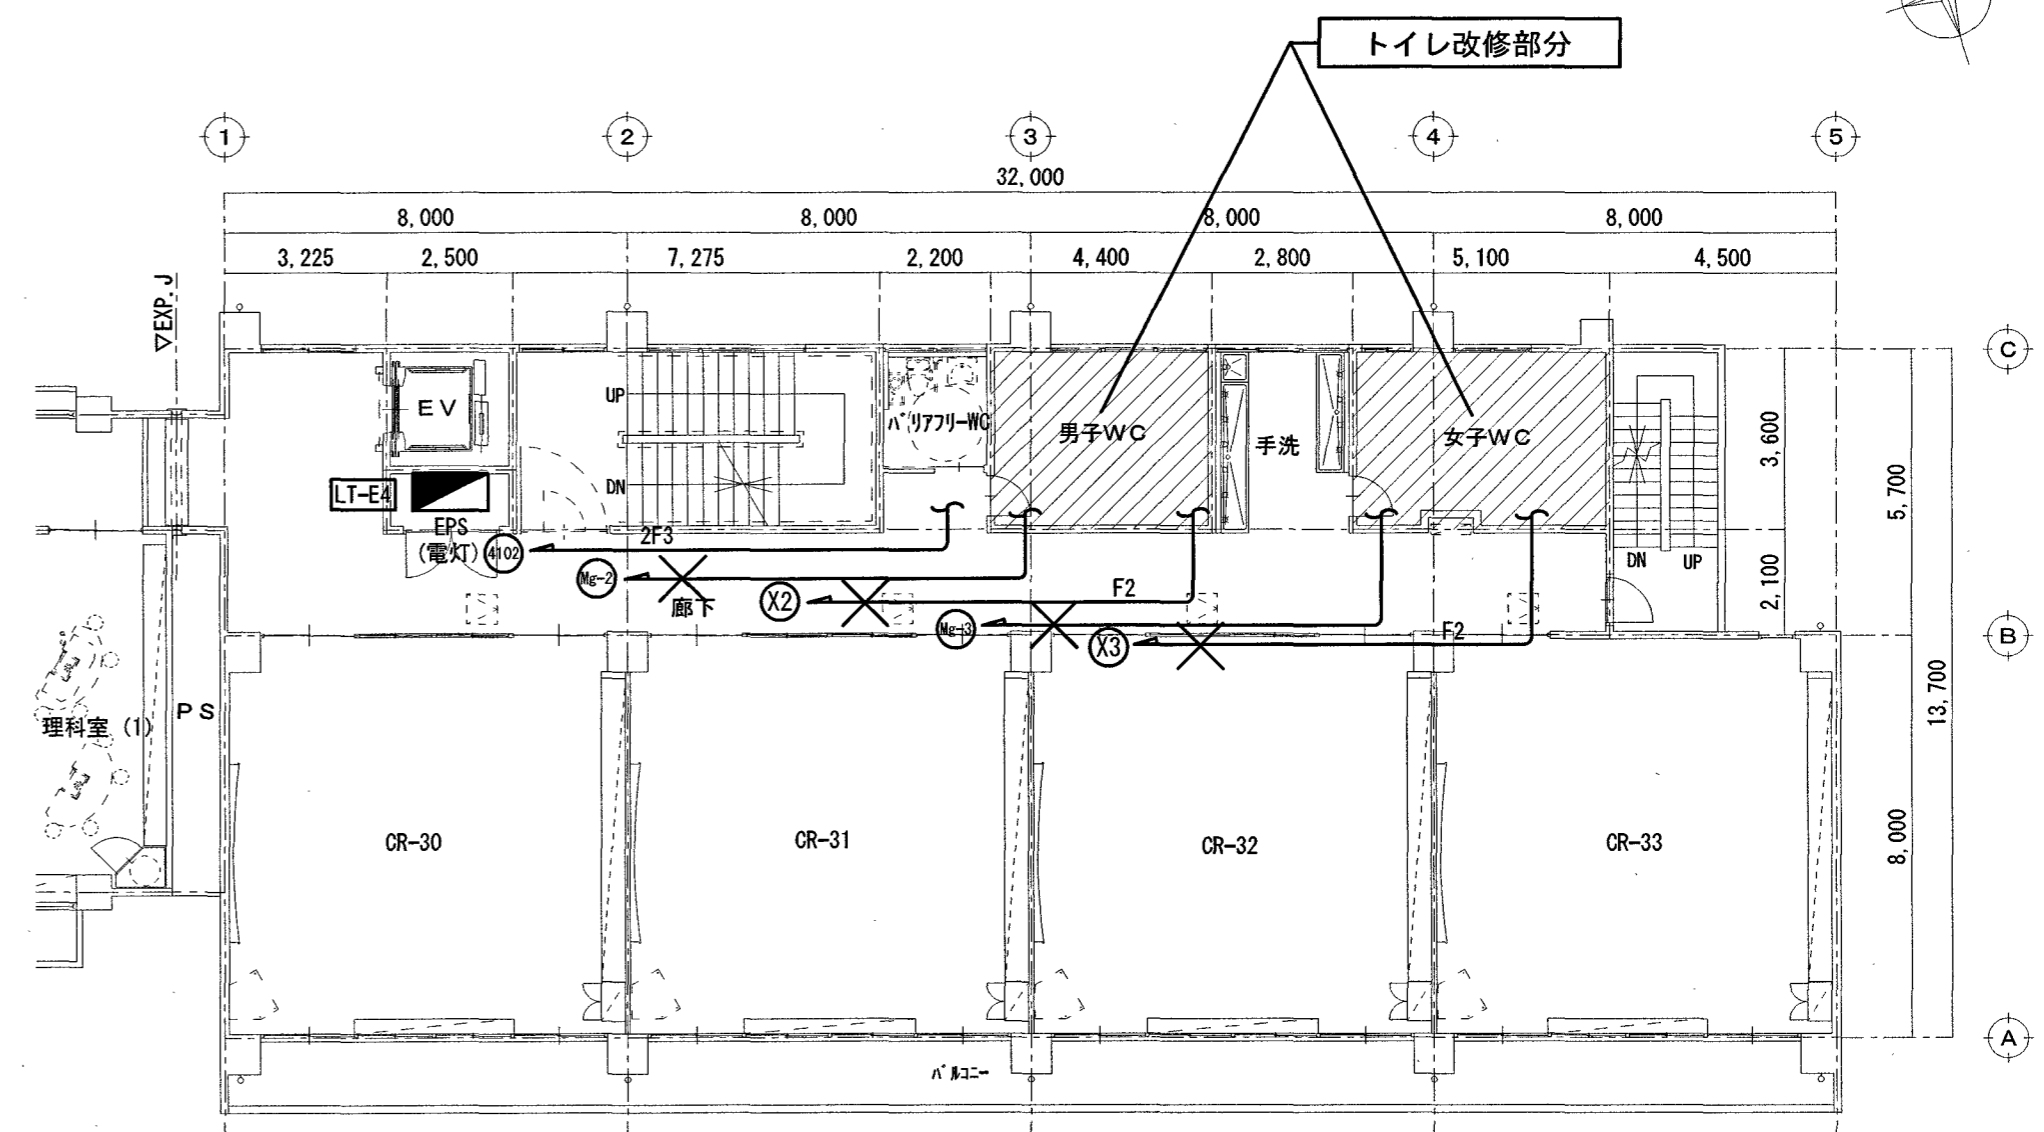 トイレ改修部分
1
2
3
4
5
32,000
8,000
8,000
8,000
8,000
3,225
2,500
7,275
2,200
4,400
2,800
5,100
4,500
▽EXP.J
C
EV
UP
バリアフリーWC
男子WC
手洗
女子WC
3,600
5,700
LT-E4
DN
EPS
(電灯)
4102
2F3
DN
UP
2,100
Mg-2
廊下
X2
F2
Mg-3
X3
F2
B
13,700
理科室 (1)
PS
CR-30
CR-31
CR-32
CR-33
8,000
A
バルコニー